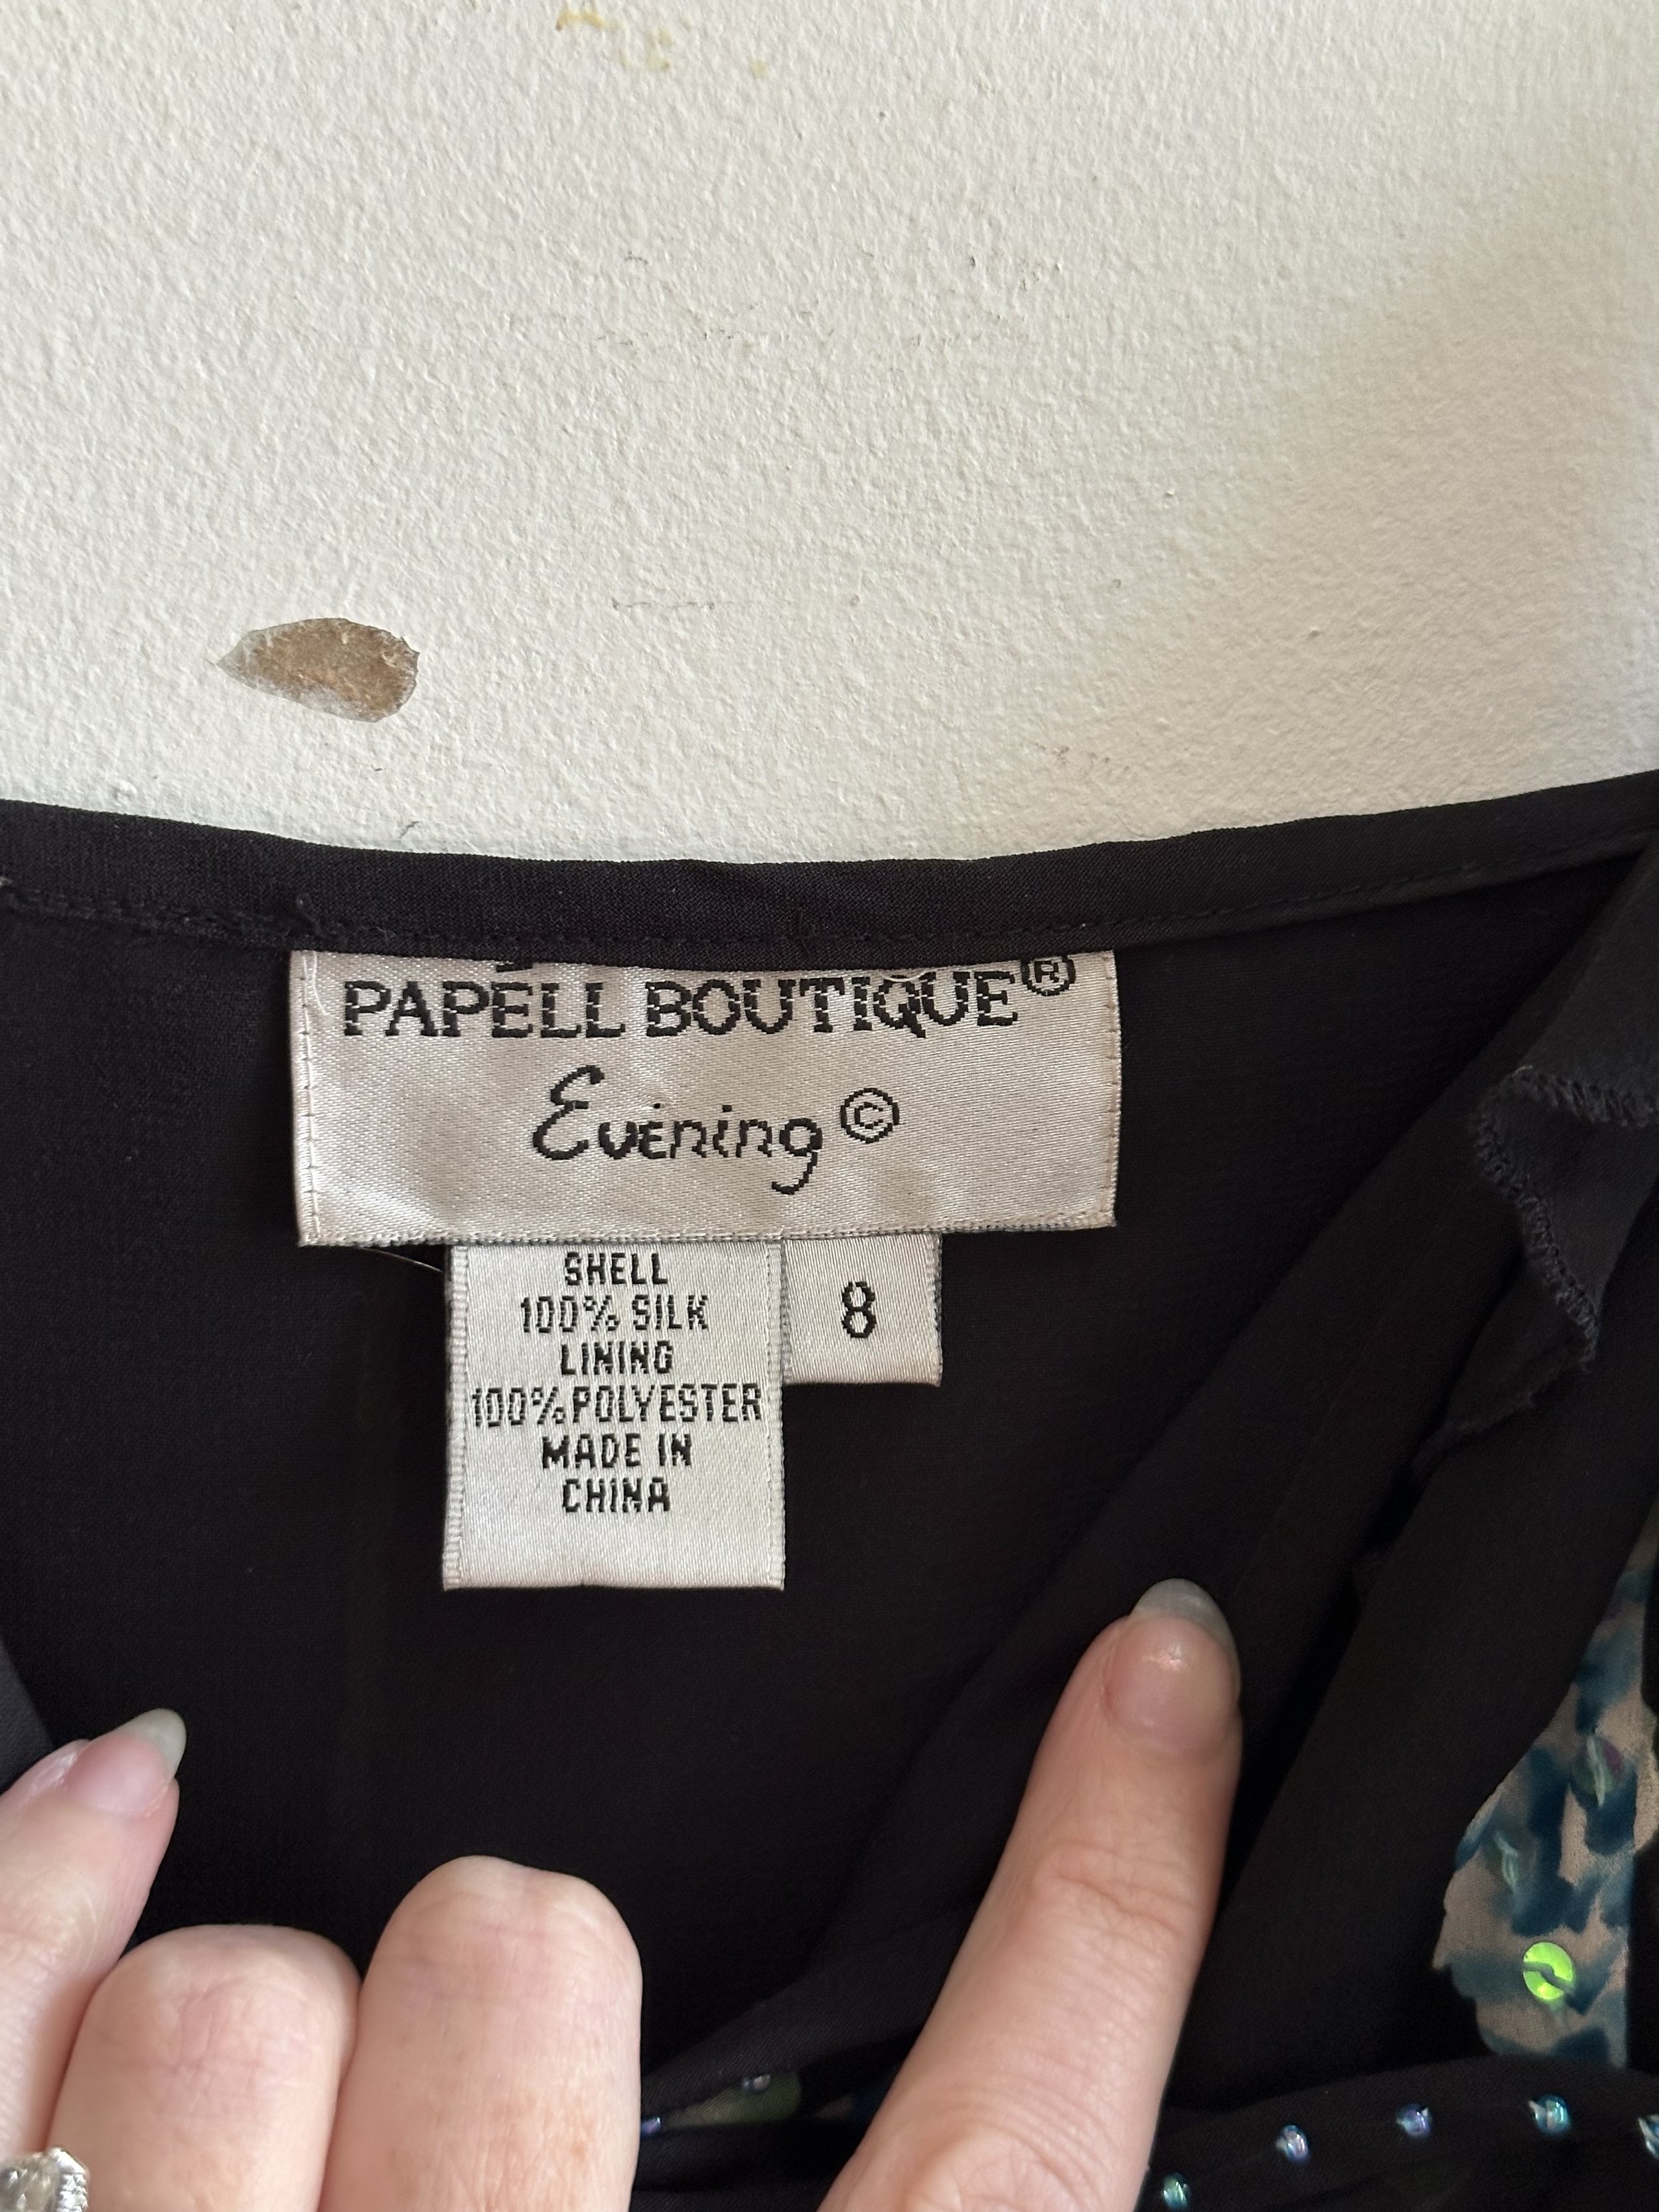 PAPELL BOUTIQUE®
Evening ©
SHELL
100% SILK
LINING
100% POLYESTER
MADE IN
CHINA
8